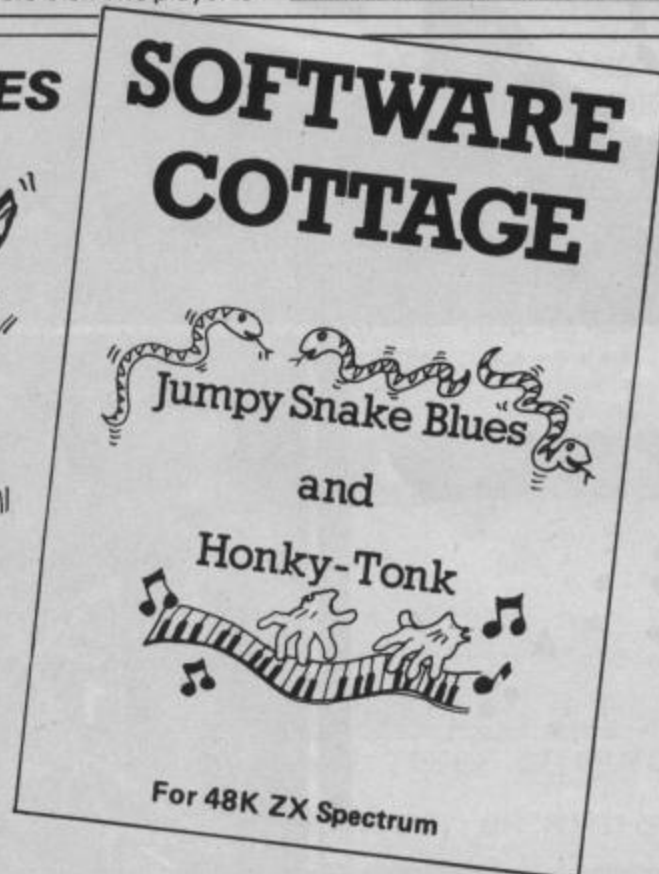 ES
SOFTWARE
COTTAGE
Jumpy Snake Blues
and
Honky-Tonk
For 48K ZX Spectrum